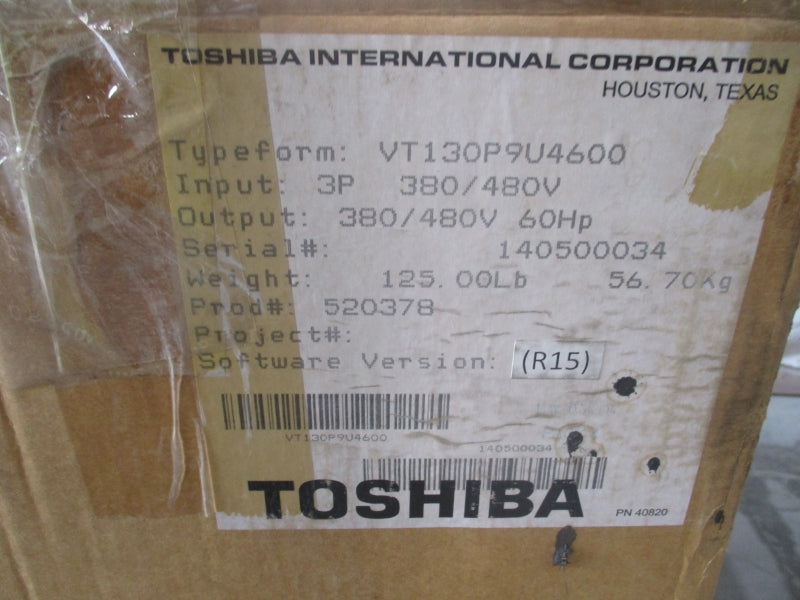 TOSHIBA INTERNATIONAL CORPORATION
HOUSTON, TEXAS
Typeform: VT130P9U4600
Input: 3P 380/480V
Output: 380/480V 60Hp
Serial#: 140500034
Weight: 125.00Lb 56.70Kg
Prod#: 520378
Project#:
Software Version: (R15)
VT130P9U4600
140500034
TOSHIBA
PN 40820